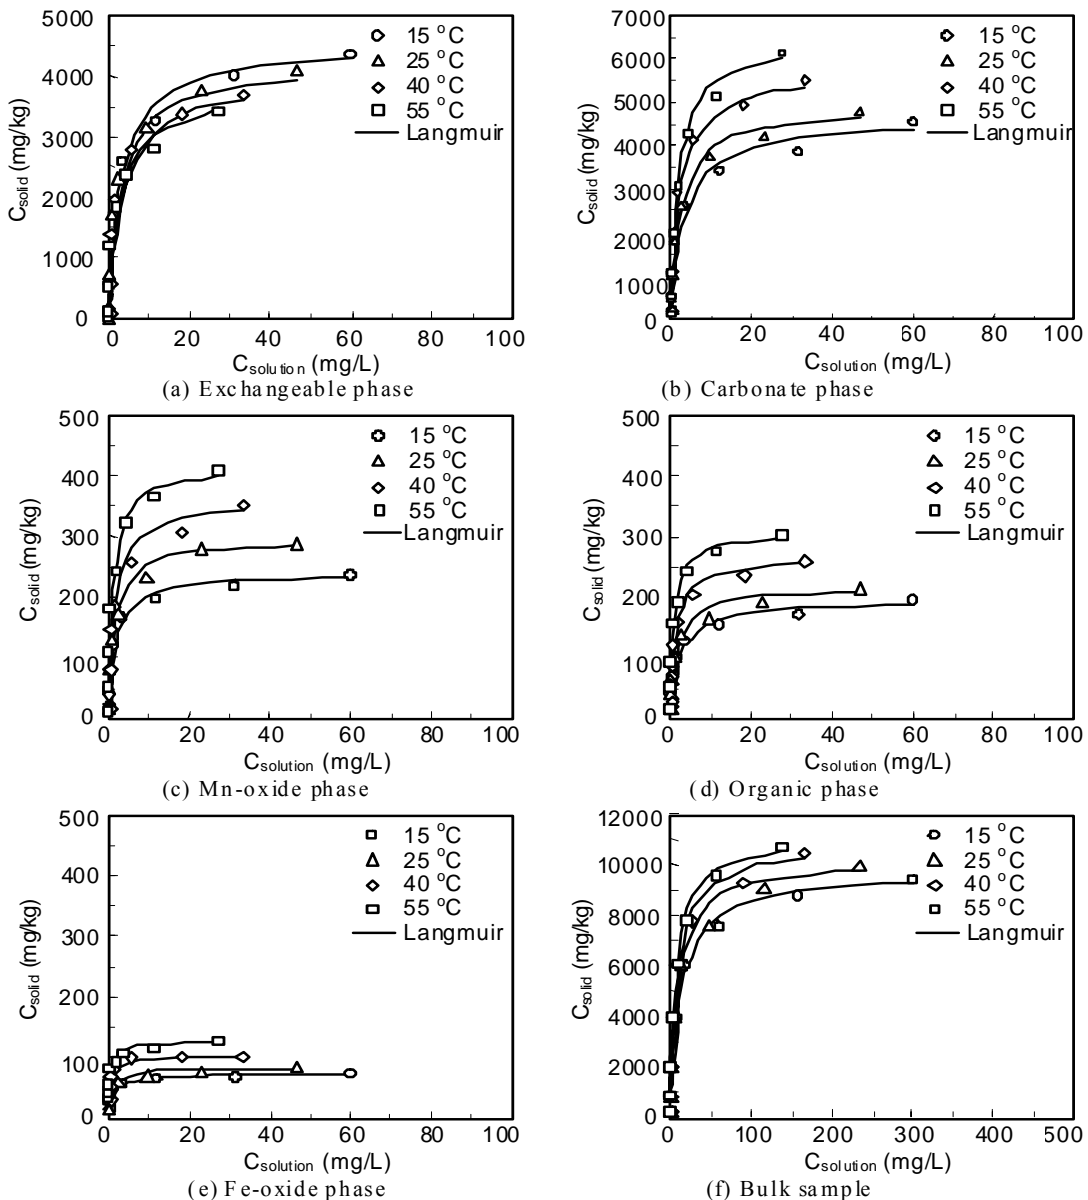 5000
4000
3000
2000
1000
0
C_solid (mg/kg)
15 °C
25 °C
40 °C
55 °C
Langmuir
0 20 40 60 80 100
C_solution (mg/L)
(a) Exchangeable phase
7000
6000
5000
4000
3000
2000
1000
0
C_solid (mg/kg)
15 °C
25 °C
40 °C
55 °C
Langmuir
0 20 40 60 80 100
C_solution (mg/L)
(b) Carbonate phase
500
400
300
200
100
0
C_solid (mg/kg)
15 °C
25 °C
40 °C
55 °C
Langmuir
0 20 40 60 80 100
C_solution (mg/L)
(c) Mn-oxide phase
500
400
300
200
100
0
C_solid (mg/kg)
15 °C
25 °C
40 °C
55 °C
Langmuir
0 20 40 60 80 100
C_solution (mg/L)
(d) Organic phase
500
400
300
200
100
0
C_solid (mg/kg)
15 °C
25 °C
40 °C
55 °C
Langmuir
0 20 40 60 80 100
C_solution (mg/L)
(e) Fe-oxide phase
12000
10000
8000
6000
4000
2000
0
C_solid (mg/kg)
15 °C
25 °C
40 °C
55 °C
Langmuir
0 100 200 300 400 500
C_solution (mg/L)
(f) Bulk sample